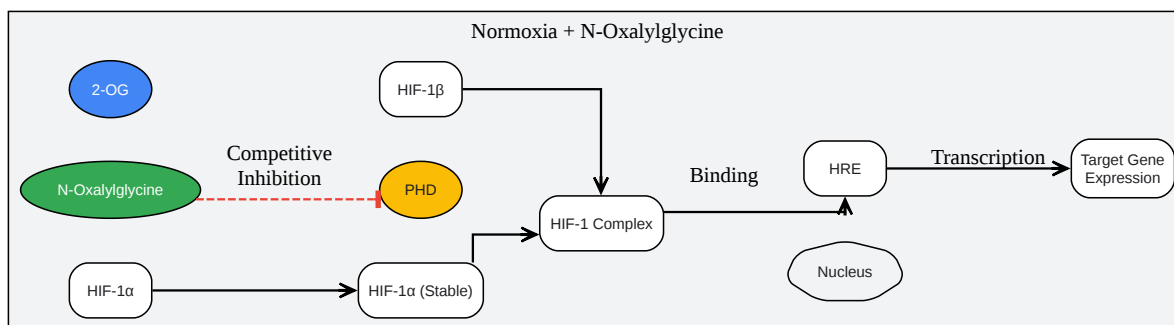 Normoxia + N-Oxalylglycine
2-OG
HIF-1β
N-Oxalylglycine
Competitive
Inhibition
PHD
HIF-1 Complex
Binding
HRE
Transcription
Target Gene
Expression
HIF-1α
HIF-1α (Stable)
Nucleus